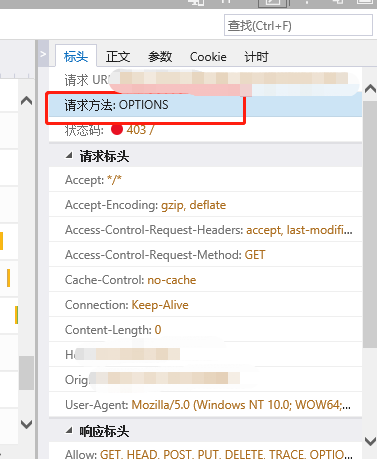 查找(Ctrl+F)
标头 正文 参数 Cookie 计时
请求 URL
请求方法: OPTIONS
状态码: 403 /
请求标头
Accept: */*
Accept-Encoding: gzip, deflate
Access-Control-Request-Headers: accept, last-modifi...
Access-Control-Request-Method: GET
Cache-Control: no-cache
Connection: Keep-Alive
Content-Length: 0
Orig
User-Agent: Mozilla/5.0 (Windows NT 10.0; WOW64;...
响应标头
Allow: GET, HEAD, POST, PUT, DELETE, TRACE, OPTIO...